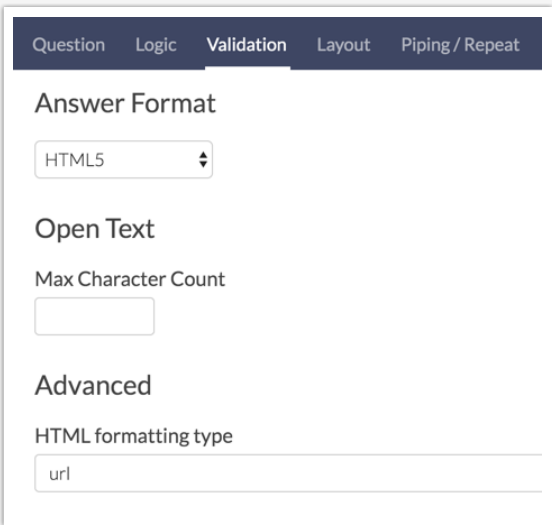 Question Logic Validation Layout Piping / Repeat
Answer Format
HTML5
Open Text
Max Character Count
Advanced
HTML formatting type
url